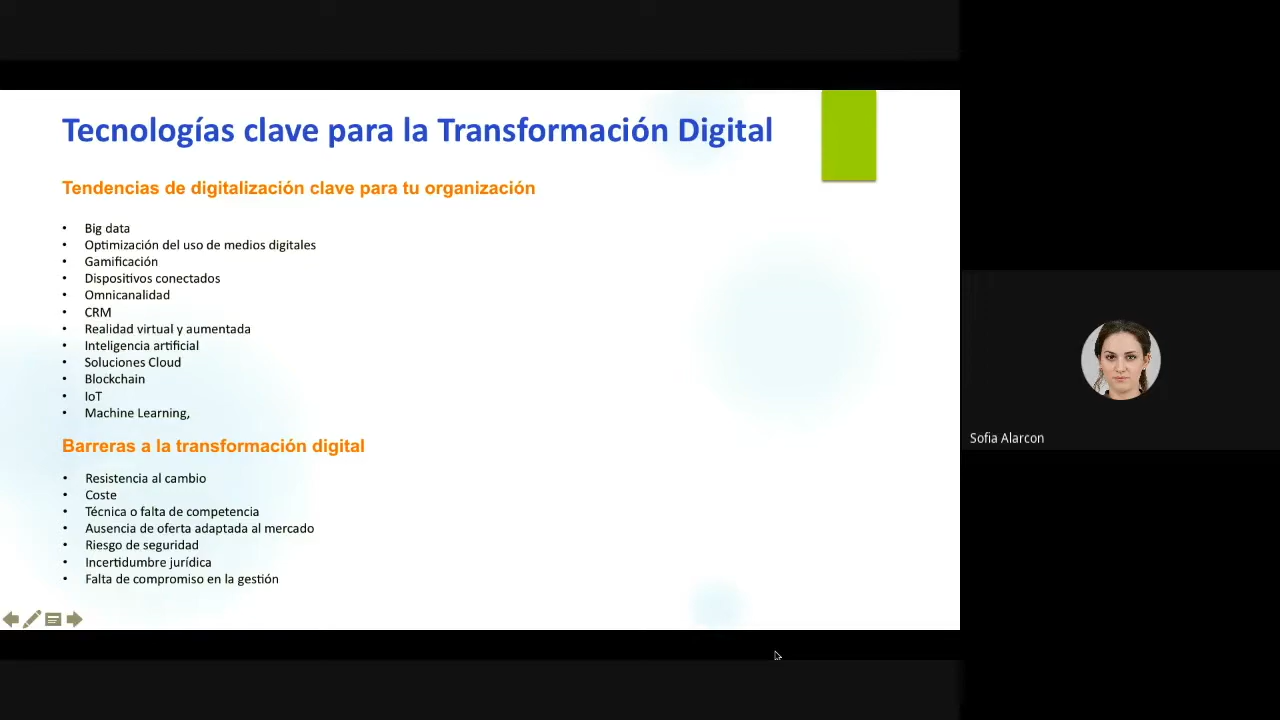 Tecnologías clave para la Transformación Digital
Tendencias de digitalización clave para tu organización
• Big data
• Optimización del uso de medios digitales
• Gamificación
• Dispositivos conectados
• Omnicanalidad
• CRM
• Realidad virtual y aumentada
• Inteligencia artificial
• Soluciones Cloud
• Blockchain
• IoT
• Machine Learning,
Barreras a la transformación digital
• Resistencia al cambio
• Coste
• Técnica o falta de competencia
• Ausencia de oferta adaptada al mercado
• Riesgo de seguridad
• Incertidumbre jurídica
• Falta de compromiso en la gestión
Sofia Alarcon